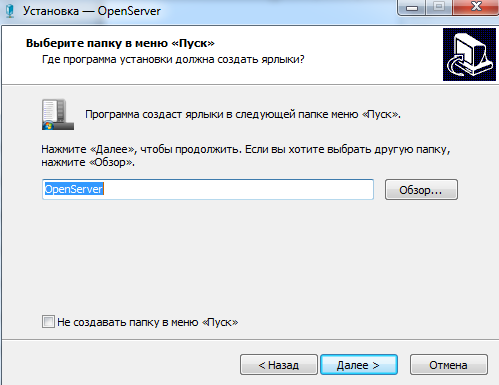 Установка — OpenServer
Выберите папку в меню «Пуск»
Где программа установки должна создать ярлыки?
Программа создаст ярлыки в следующей папке меню «Пуск».
Нажмите «Далее», чтобы продолжить. Если вы хотите выбрать другую папку,
нажмите «Обзор».
OpenServer
Обзор...
Не создавать папку в меню «Пуск»
< Назад
Далее >
Отмена